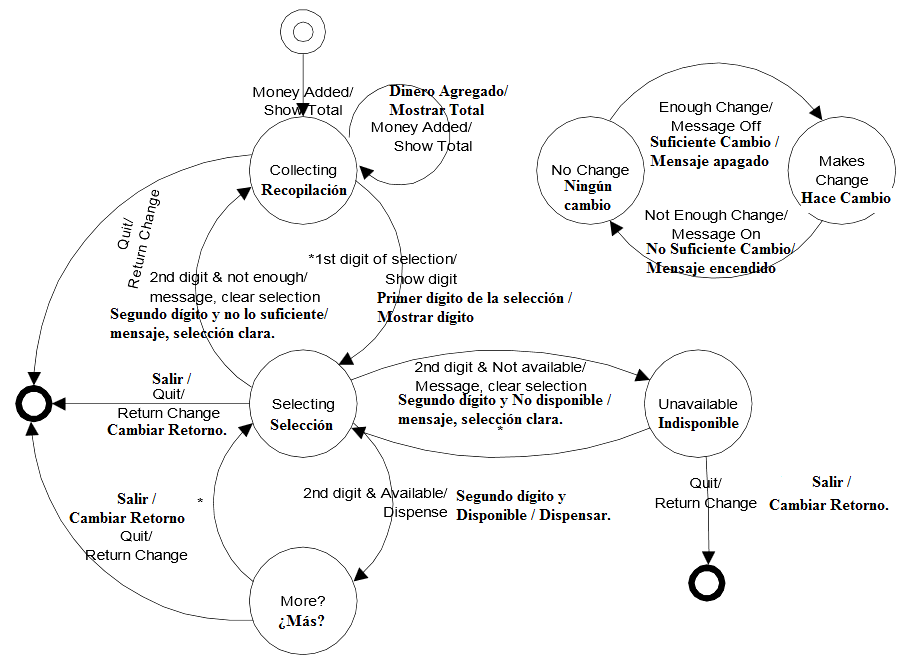 Money Added/
Show Total
Dinero Agregado/
Mostrar Total
Money Added/
Show Total
Collecting
Recopilación
Enough Change/
Message Off
Suficiente Cambio /
Mensaje apagado
No Change
Ningún
cambio
Makes
Change
Hace Cambio
Not Enough Change/
Message On
No Suficiente Cambio/
Mensaje encendido
Quit/
Return Change
2nd digit & not enough/
message, clear selection
Segundo dígito y no lo suficiente/
mensaje, selección clara.
*1st digit of selection/
Show digit
Primer dígito de la selección /
Mostrar dígito
Salir /
Quit/
Return Change
Cambiar Retorno.
Selecting
Selección
2nd digit & Not available/
Message, clear selection
Segundo dígito y No disponible /
mensaje, selección clara.
*
Unavailable
Indisponible
Salir /
Cambiar Retorno
Quit/
Return Change
*
2nd digit & Available/
Dispense
Segundo dígito y
Disponible / Dispensar.
Quit/
Return Change
Salir /
Cambiar Retorno.
More?
¿Más?